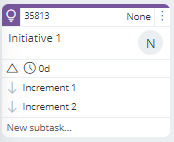 35813 None
Initiative 1
N
0d
Increment 1
Increment 2
New subtask...